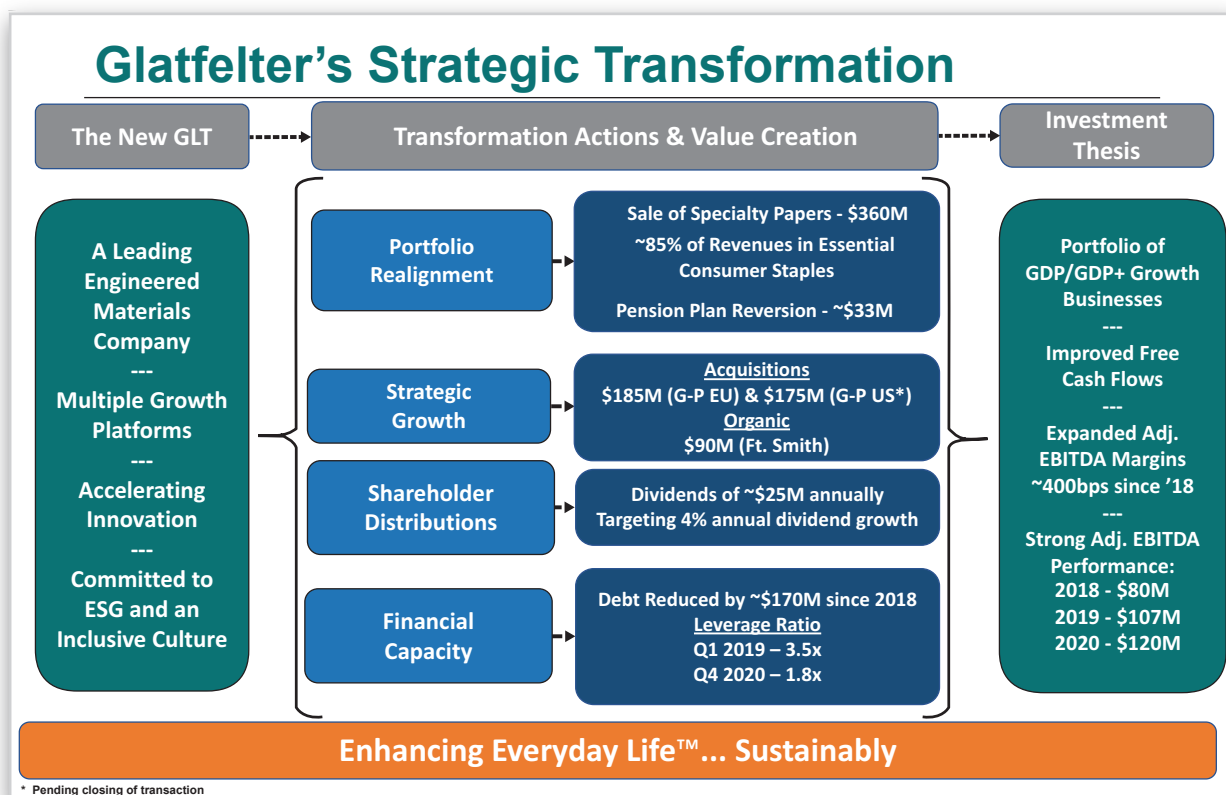 Glatfelter’s Strategic Transformation
The New GLT
Transformation Actions & Value Creation
Investment
Thesis
A Leading
Engineered
Materials
Company
---
Multiple Growth
Platforms
---
Accelerating
Innovation
---
Committed to
ESG and an
Inclusive Culture
Portfolio
Realignment
Sale of Specialty Papers - $360M
~85% of Revenues in Essential
Consumer Staples
Pension Plan Reversion - ~$33M
Strategic
Growth
Acquisitions
$185M (G-P EU) & $175M (G-P US*)
Organic
$90M (Ft. Smith)
Shareholder
Distributions
Dividends of ~$25M annually
Targeting 4% annual dividend growth
Financial
Capacity
Debt Reduced by ~$170M since 2018
Leverage Ratio
Q1 2019 – 3.5x
Q4 2020 – 1.8x
Portfolio of
GDP/GDP+ Growth
Businesses
---
Improved Free
Cash Flows
---
Expanded Adj.
EBITDA Margins
~400bps since ’18
---
Strong Adj. EBITDA
Performance:
2018 - $80M
2019 - $107M
2020 - $120M
Enhancing Everyday Life™... Sustainably
* Pending closing of transaction